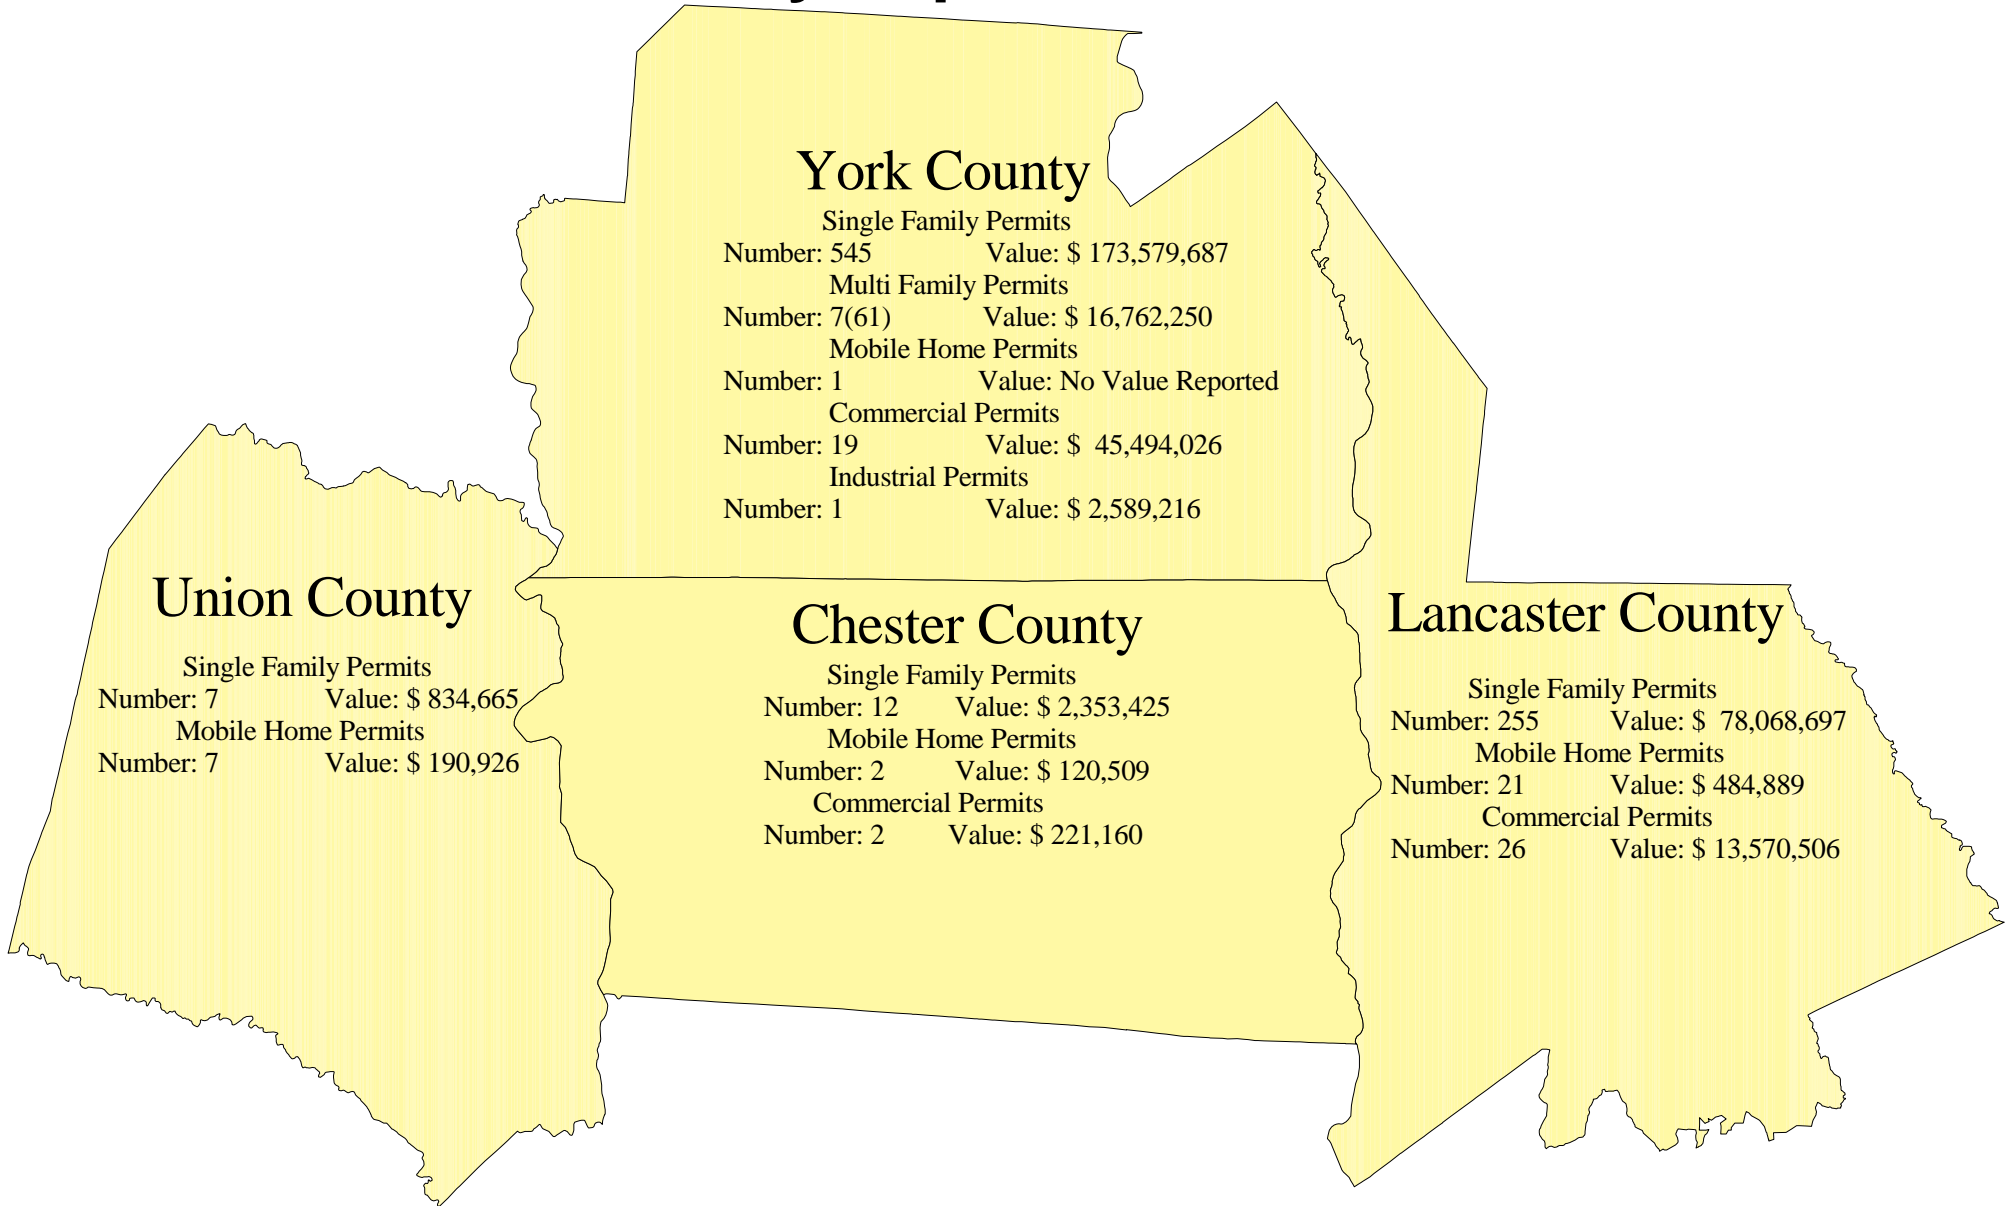 York County
Single Family Permits
Number: 545 Value: $ 173,579,687
Multi Family Permits
Number: 7(61) Value: $ 16,762,250
Mobile Home Permits
Number: 1 Value: No Value Reported
Commercial Permits
Number: 19 Value: $ 45,494,026
Industrial Permits
Number: 1 Value: $ 2,589,216
Union County
Single Family Permits
Number: 7 Value: $ 834,665
Mobile Home Permits
Number: 7 Value: $ 190,926
Chester County
Single Family Permits
Number: 12 Value: $ 2,353,425
Mobile Home Permits
Number: 2 Value: $ 120,509
Commercial Permits
Number: 2 Value: $ 221,160
Lancaster County
Single Family Permits
Number: 255 Value: $ 78,068,697
Mobile Home Permits
Number: 21 Value: $ 484,889
Commercial Permits
Number: 26 Value: $ 13,570,506